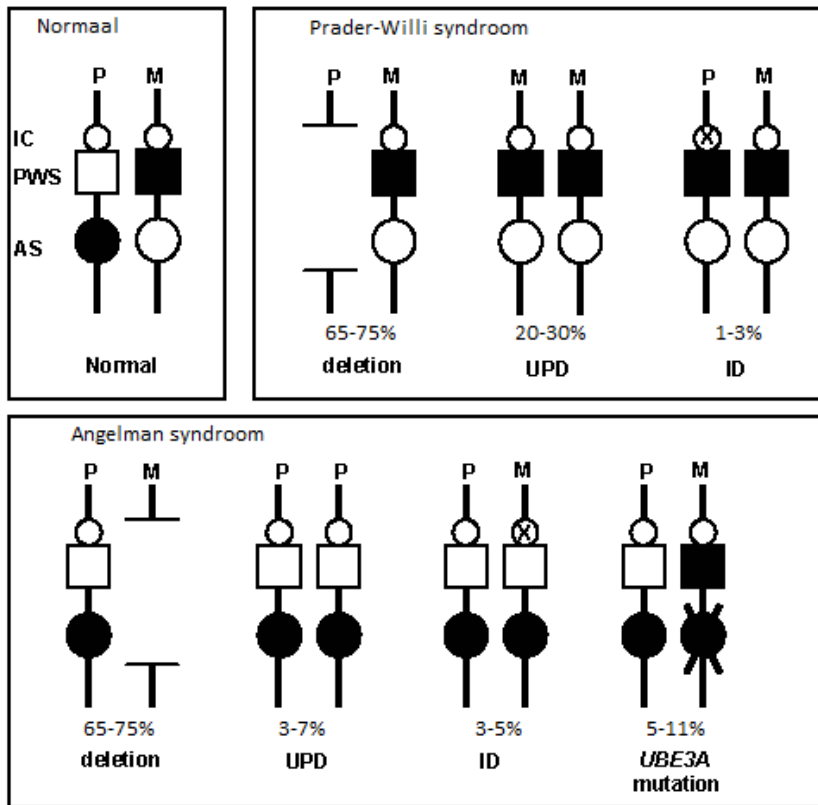 Normaal
P M
IC
PWS
AS
Normal
Prader-Willi syndroom
P M M M P M
X
65-75% 20-30% 1-3%
deletion UPD ID
Angelman syndroom
P M P P P M P M
X
65-75% 3-7% 3-5% 5-11%
deletion UPD ID UBE3A
mutation